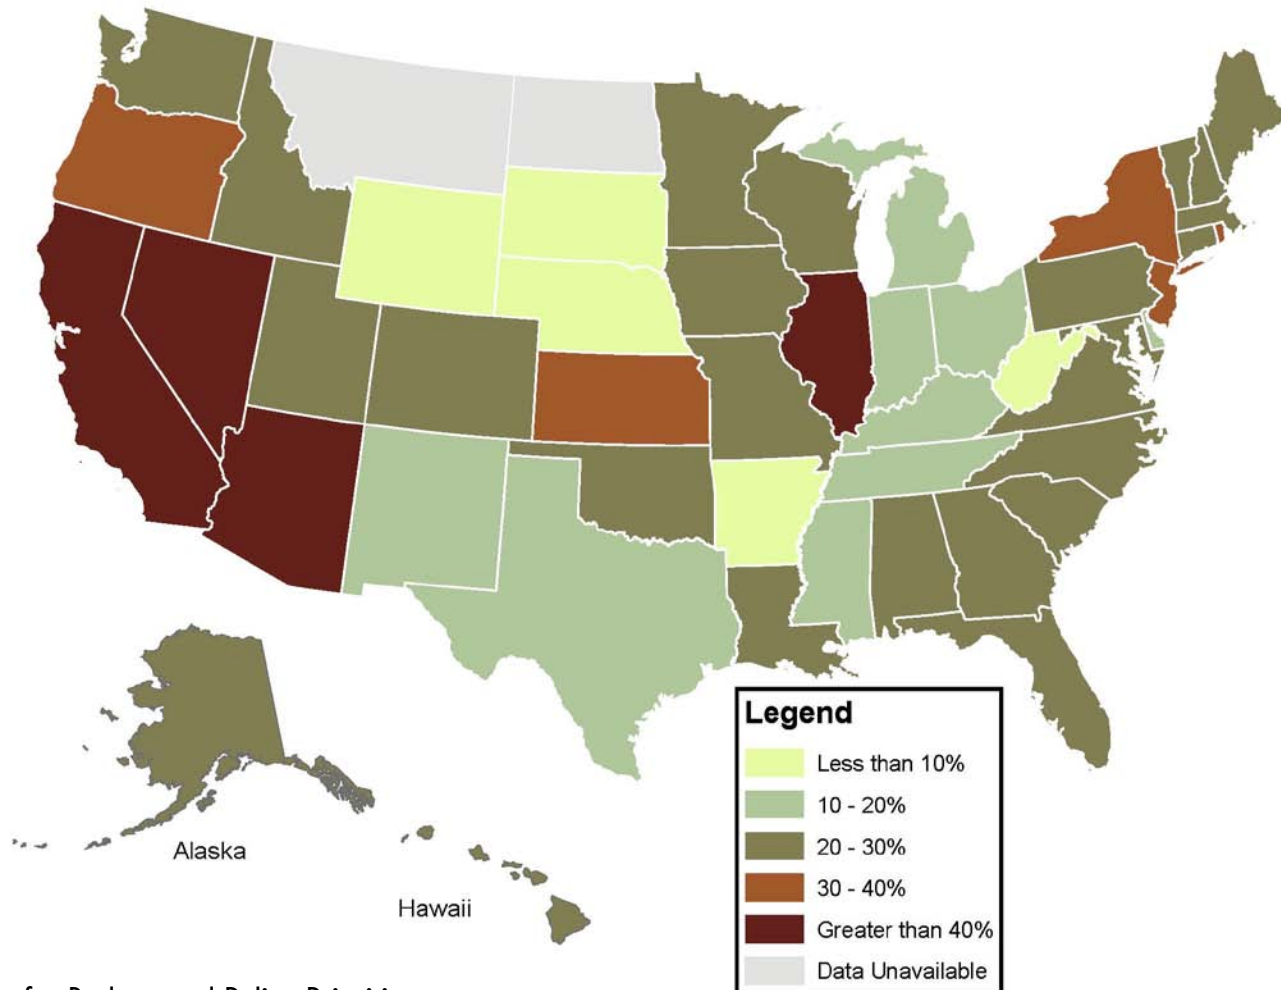 Alaska
Hawaii
Legend
Less than 10%
10 - 20%
20 - 30%
30 - 40%
Greater than 40%
Data Unavailable